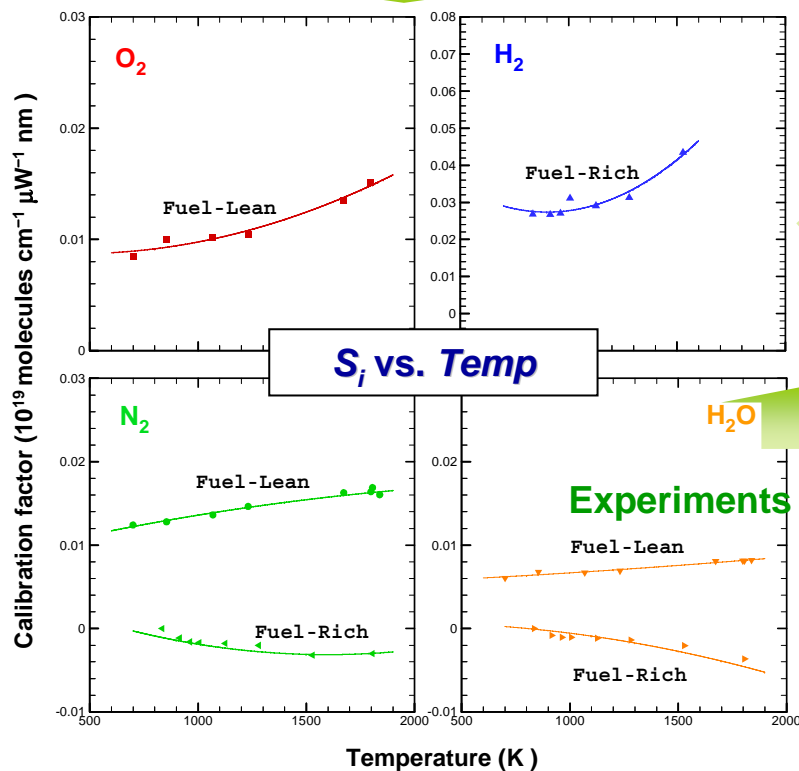 Calibration factor (10¹⁹ molecules cm⁻¹ µW⁻¹ nm )
0.03
0.02
0.01
0
O₂
Fuel-Lean
0.08
0.07
0.06
0.05
0.04
0.03
0.02
0.01
0
H₂
Fuel-Rich
Sᵢ vs. Temp
0.03
0.02
0.01
0
-0.01
N₂
Fuel-Lean
Fuel-Rich
500
1000
1500
2000
0.03
0.02
0.01
0
-0.01
H₂O
Experiments
Fuel-Lean
Fuel-Rich
500
1000
1500
2000
Temperature (K )